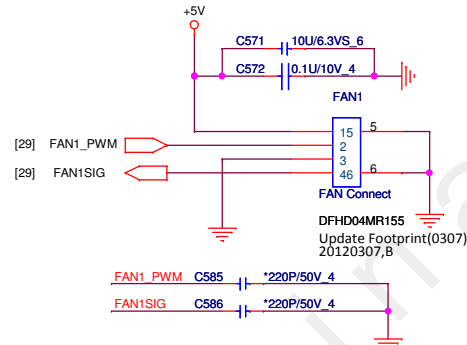 +5V
C571 10U/6.3VS_6
C572 0.1U/10V_4
FAN1
[29] FAN1_PWM
[29] FAN1SIG
15 5
2
3
46 6
FAN Connect
DFHD04MR155
Update Footprint(0307)
20120307,B
FAN1_PWM C585 *220P/50V_4
FAN1SIG C586 *220P/50V_4